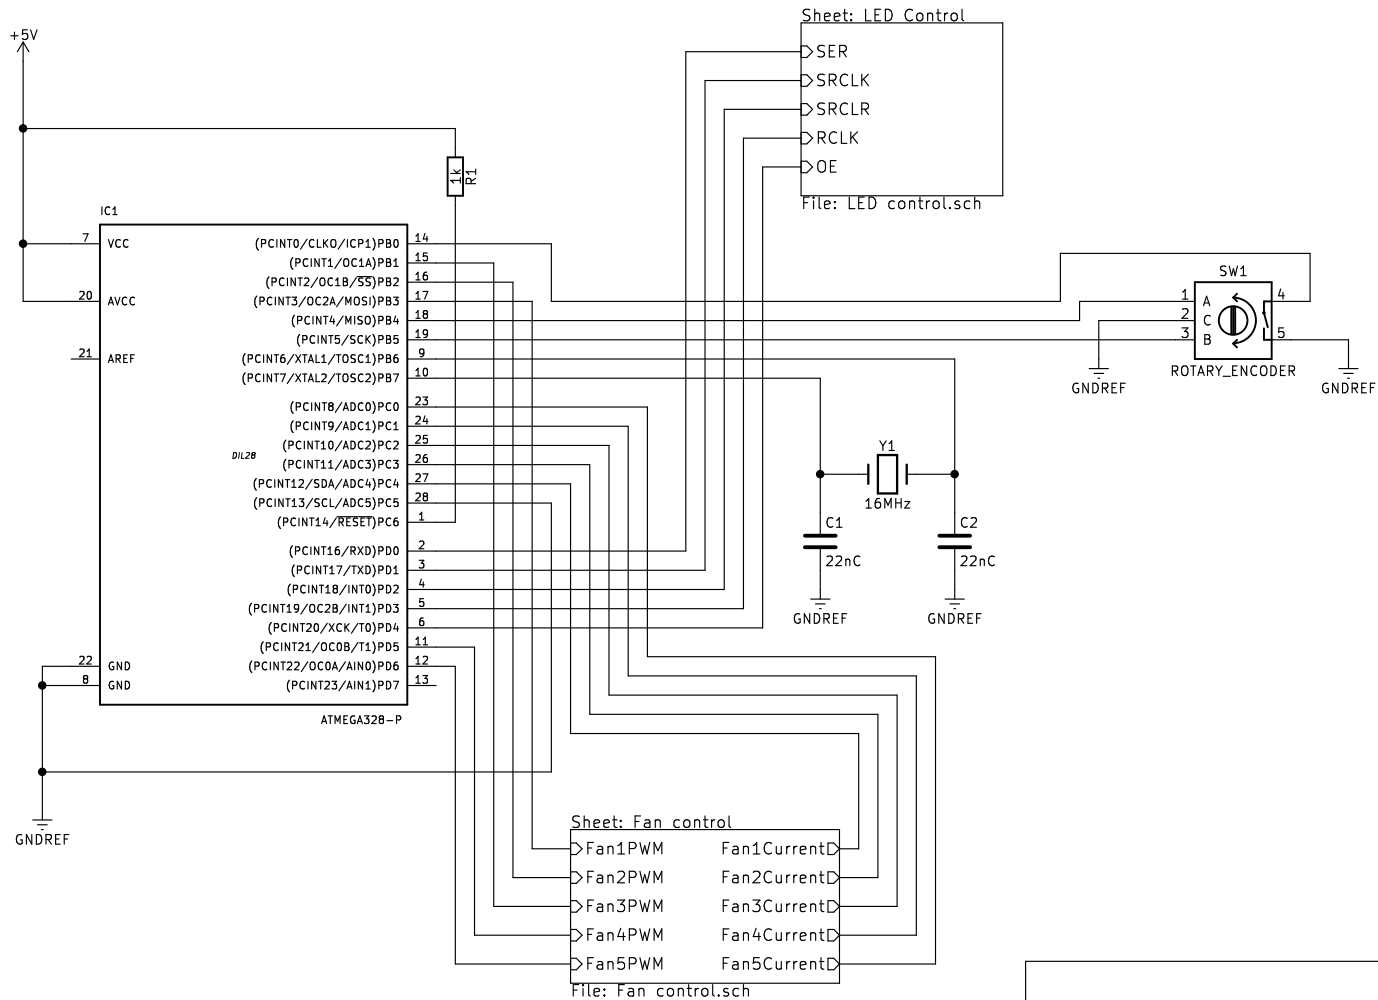 Sheet: LED Control
+5V
SER
SRCLK
SRCLR
RCLK
OE
File: LED control.sch
1k
R1
IC1
7 VCC (PCINT0/CLKO/ICP1)PB0 14
(PCINT1/OC1A)PB1 15
(PCINT2/OC1B/SS)PB2 16
20 AVCC (PCINT3/OC2A/MOSI)PB3 17
(PCINT4/MISO)PB4 18
(PCINT5/SCK)PB5 19
21 AREF (PCINT6/XTAL1/TOSC1)PB6 9
(PCINT7/XTAL2/TOSC2)PB7 10
(PCINT8/ADC0)PC0 23
(PCINT9/ADC1)PC1 24
(PCINT10/ADC2)PC2 25
DIL28
(PCINT11/ADC3)PC3 26
(PCINT12/SDA/ADC4)PC4 27
(PCINT13/SCL/ADC5)PC5 28
(PCINT14/RESET)PC6 1
(PCINT16/RXD)PD0 2
(PCINT17/TXD)PD1 3
(PCINT18/INT0)PD2 4
(PCINT19/OC2B/INT1)PD3 5
(PCINT20/XCK/T0)PD4 6
(PCINT21/OC0B/T1)PD5 11
22 GND (PCINT22/OC0A/AIN0)PD6 12
8 GND (PCINT23/AIN1)PD7 13
ATMEGA328-P
SW1
1 A 4
2 C
3 B 5
ROTARY_ENCODER
GNDREF
GNDREF
Y1
16MHz
C1
22nC
GNDREF
C2
22nC
GNDREF
GNDREF
Sheet: Fan control
Fan1PWM Fan1Current
Fan2PWM Fan2Current
Fan3PWM Fan3Current
Fan4PWM Fan4Current
Fan5PWM Fan5Current
File: Fan control.sch